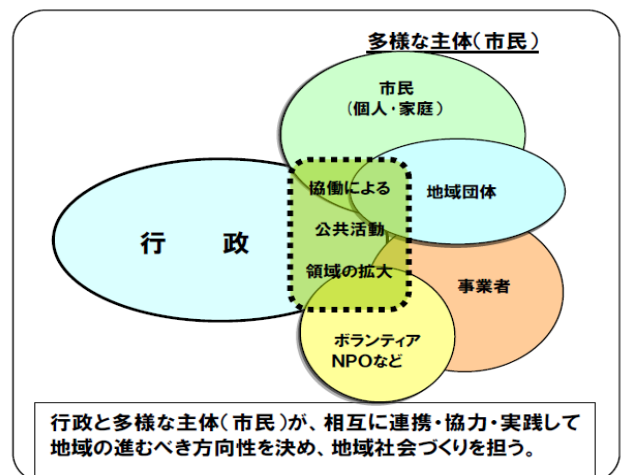 多様な主体(市民)
市民
(個人・家庭)
協働による
公共活動
領域の拡大
行 政
地域団体
事業者
ボランティア
NPOなど
行政と多様な主体(市民)が、相互に連携・協力・実践して
地域の進むべき方向性を決め、地域社会づくりを担う。